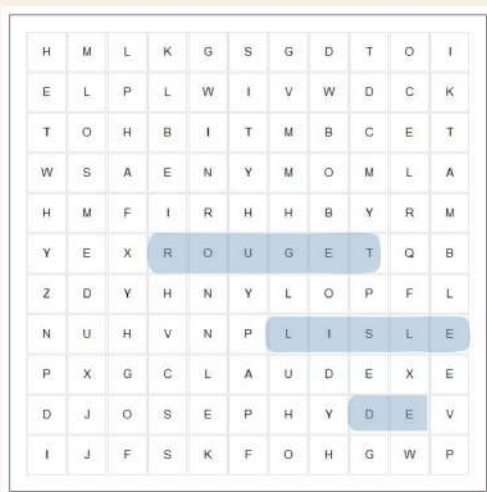 H M L K G S G D T O I
E L P L W I V W D C K
T O H B I T M B C E T
W S A E N Y M O M L A
H M F I R H H B Y R M
Y E X R O U G E T Q B
Z D Y H N Y L O P F L
N U H V N P L I S L E
P X G C L A U D E X E
D J O S E P H Y D E V
I J F S K F O H G W P